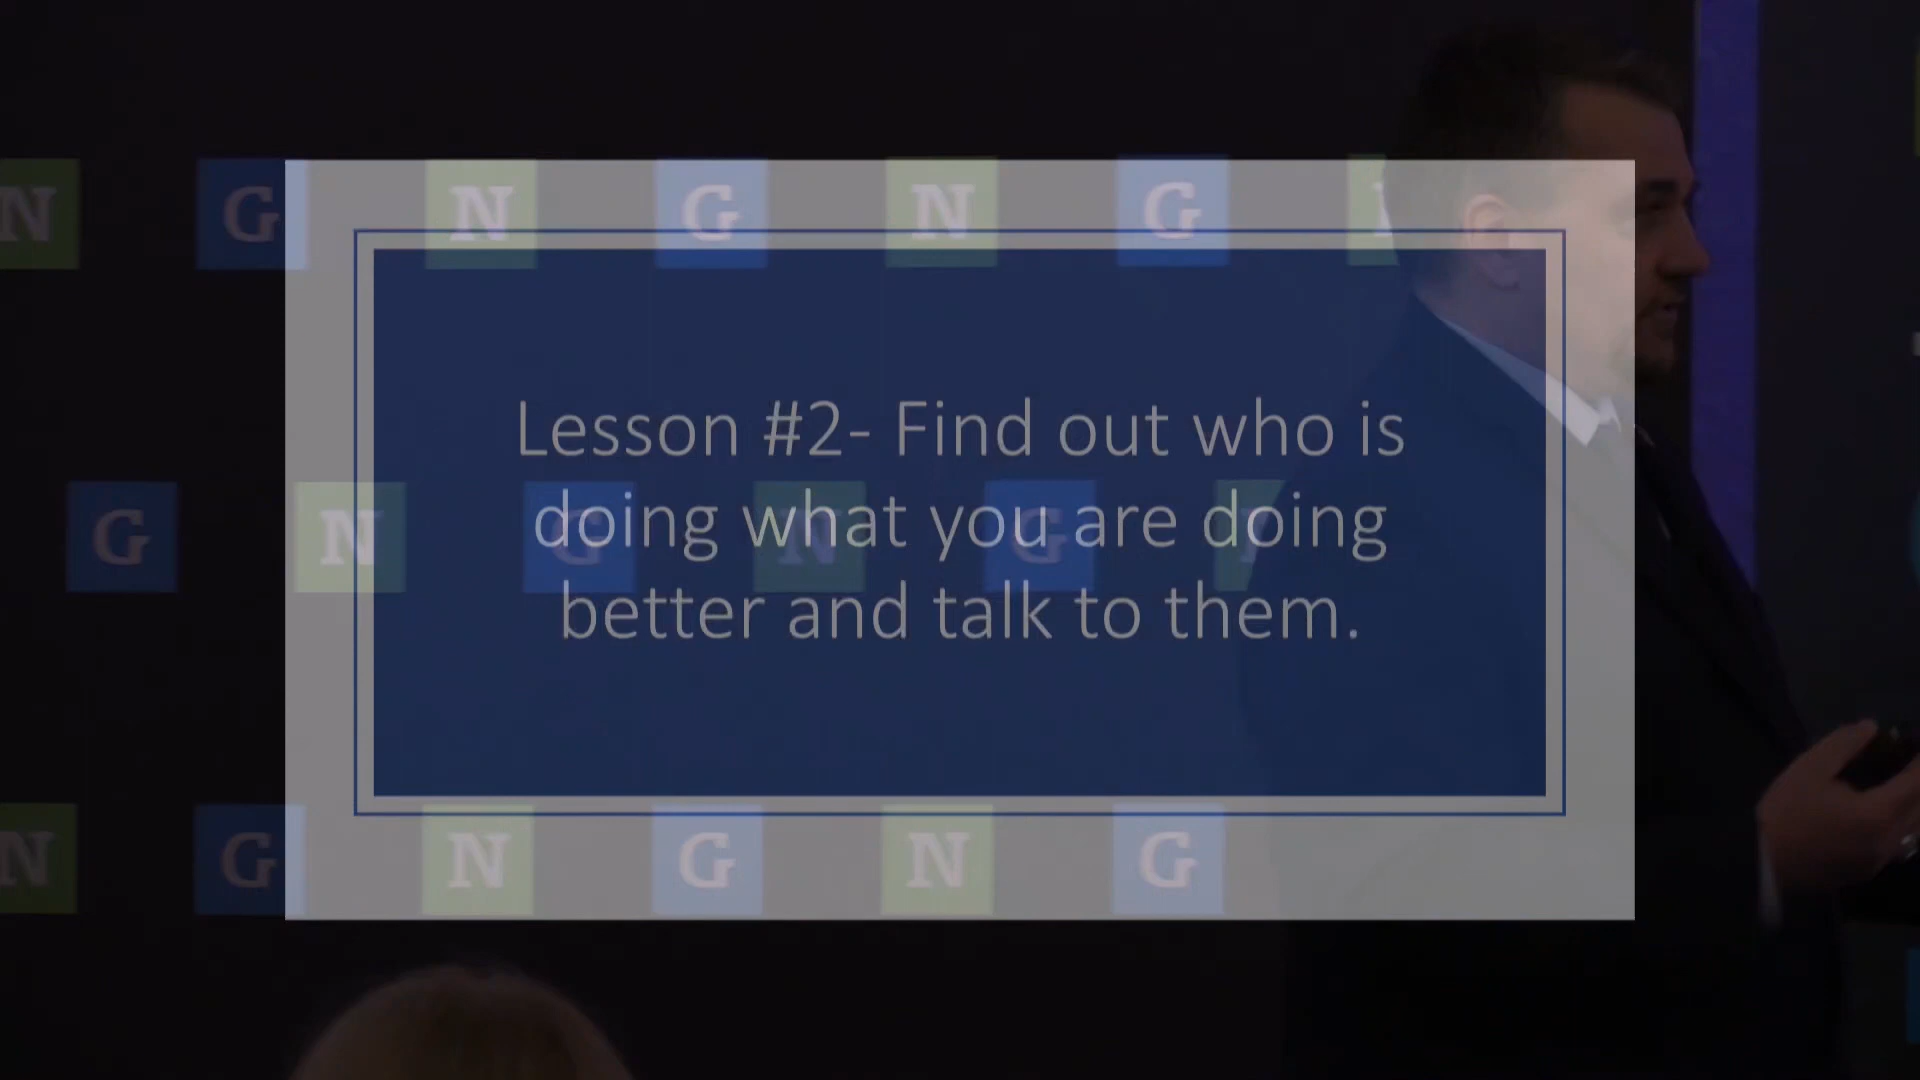 N G N G N G
Lesson #2- Find out who is
doing what you are doing
better and talk to them.
G N G N G
N G N G N G